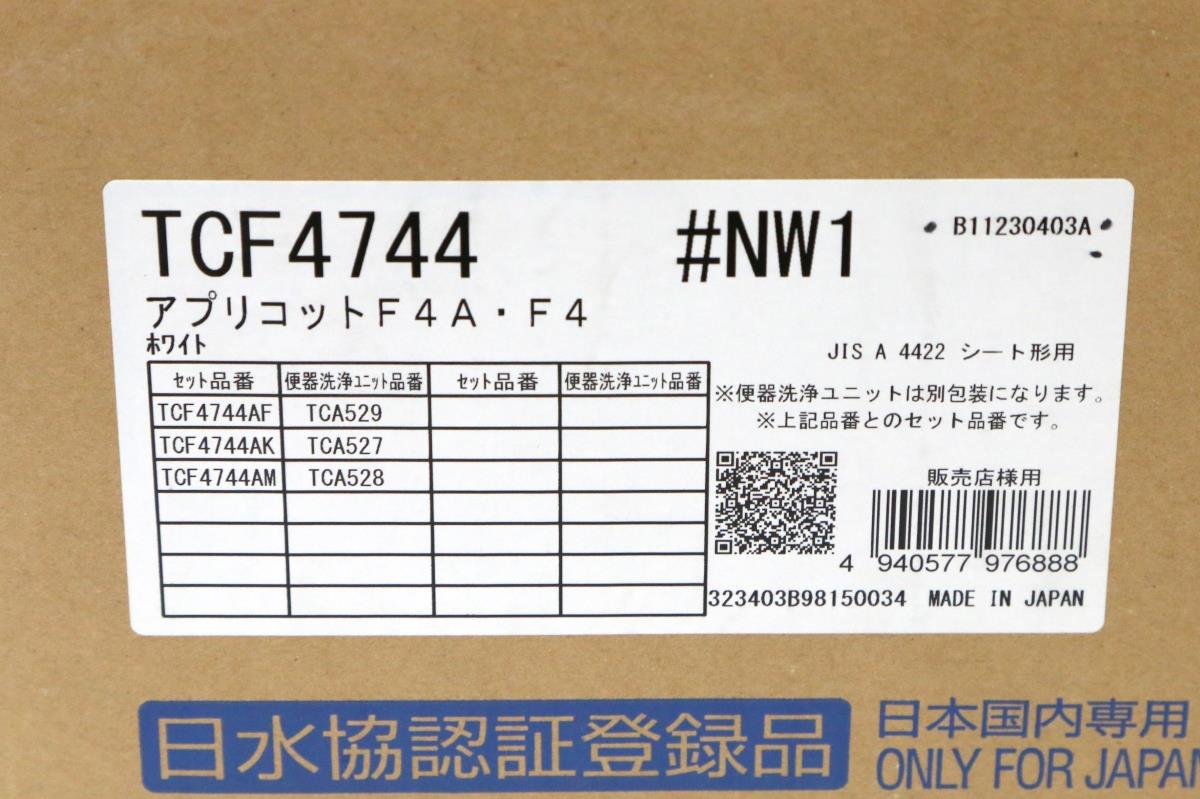 TCF4744 #NW1 B11230403A
アプリコットF4A・F4
ホワイト
JIS A 4422 シート形用
セット品番 便器洗浄ユニット品番 セット品番 便器洗浄ユニット品番
TCF4744AF TCA529
TCF4744AK TCA527
TCF4744AM TCA528
※便器洗浄ユニットは別包装になります。
※上記品番とのセット品番です。
販売店様用
4 940577 976888
323403B98150034 MADE IN JAPAN
日水協認証登録品
日本国内専用
ONLY FOR JAPAN